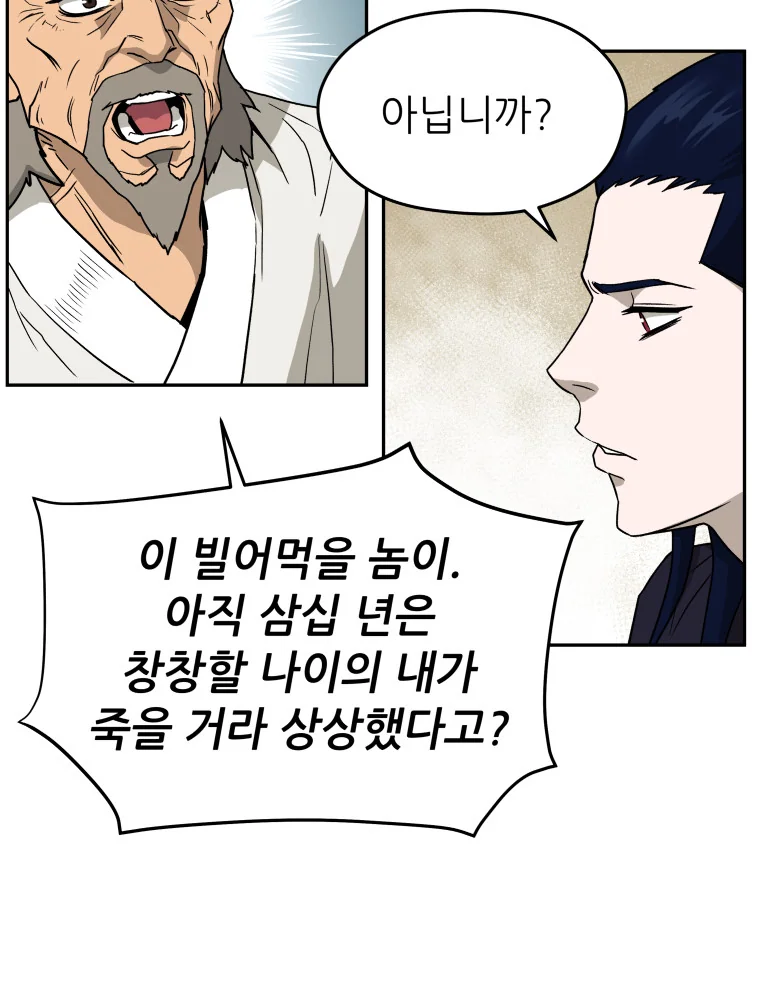 아닙니까?
이 빌어먹을 놈이.
아직 삼십 년은
창창할 나이의 내가
죽을 거라 상상했다고?